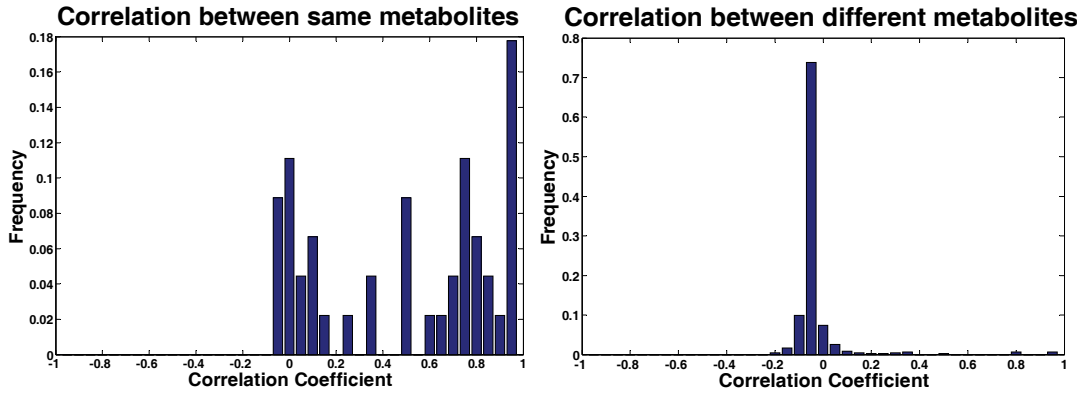 Correlation between same metabolites
0.18
0.16
0.14
0.12
0.1
0.08
0.06
0.04
0.02
0
-1 -0.8 -0.6 -0.4 -0.2 0 0.2 0.4 0.6 0.8 1
Frequency
Correlation Coefficient
Correlation between different metabolites
0.8
0.7
0.6
0.5
0.4
0.3
0.2
0.1
0
-1 -0.8 -0.6 -0.4 -0.2 0 0.2 0.4 0.6 0.8 1
Frequency
Correlation Coefficient